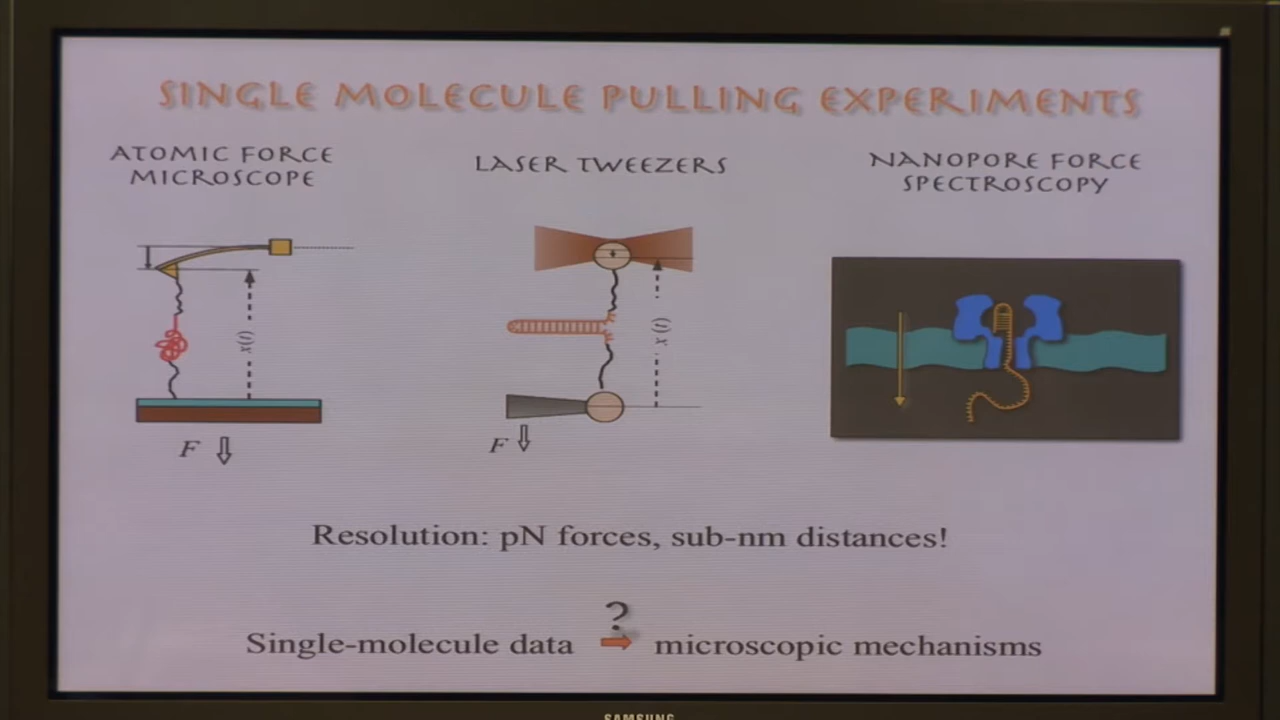 SINGLE MOLECULE PULLING EXPERIMENTS
ATOMIC FORCE
MICROSCOPE
LASER TWEEZERS
NANOPORE FORCE
SPECTROSCOPY
x(t)
x(t)
F
F
Resolution: pN forces, sub-nm distances!
?
Single-molecule data microscopic mechanisms
SAMSUNG